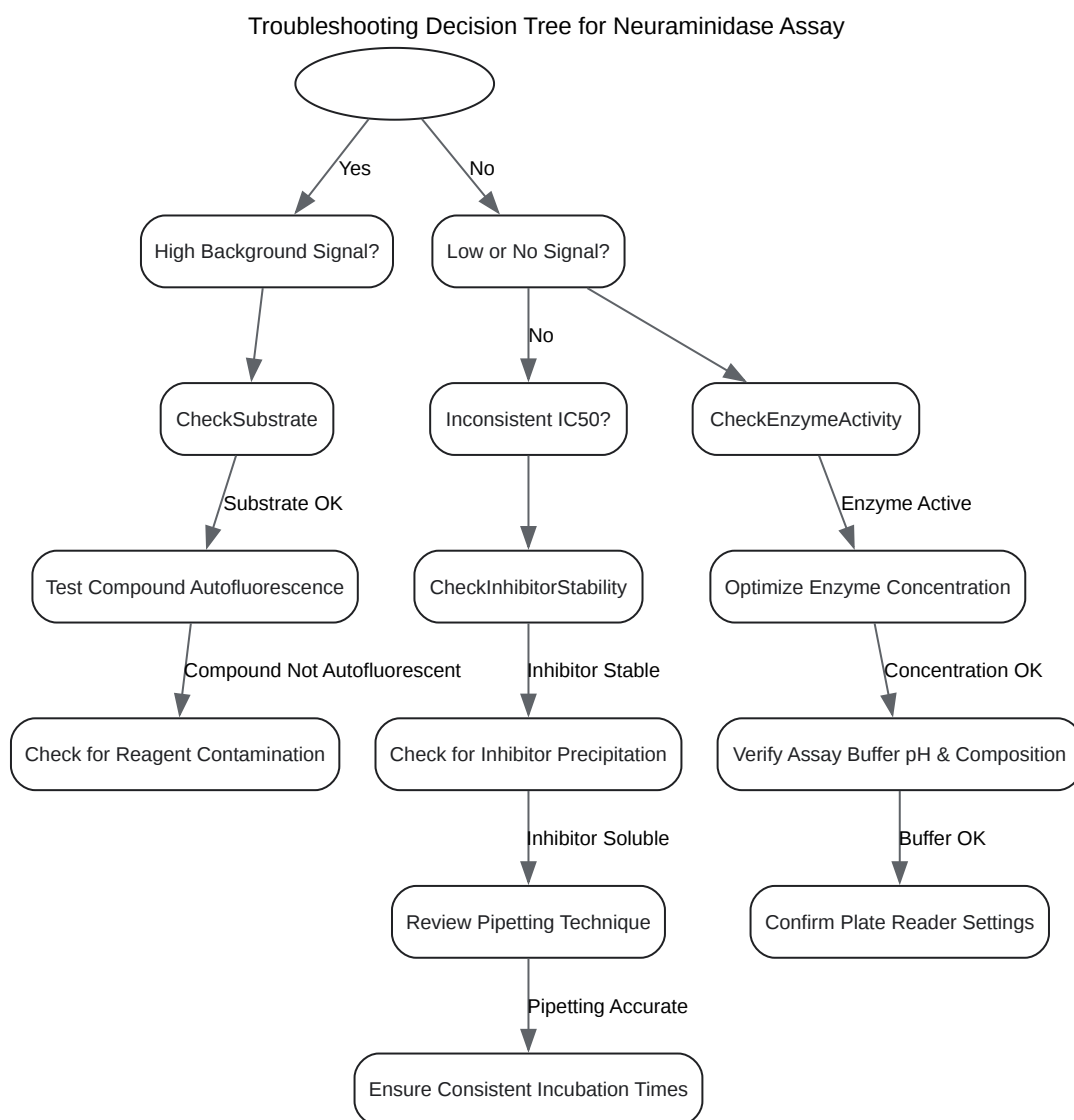 Troubleshooting Decision Tree for Neuraminidase Assay
Yes
No
High Background Signal?
Low or No Signal?
No
CheckSubstrate
Inconsistent IC50?
CheckEnzymeActivity
Substrate OK
Enzyme Active
Test Compound Autofluorescence
CheckInhibitorStability
Optimize Enzyme Concentration
Compound Not Autofluorescent
Inhibitor Stable
Concentration OK
Check for Reagent Contamination
Check for Inhibitor Precipitation
Verify Assay Buffer pH & Composition
Inhibitor Soluble
Buffer OK
Review Pipetting Technique
Confirm Plate Reader Settings
Pipetting Accurate
Ensure Consistent Incubation Times